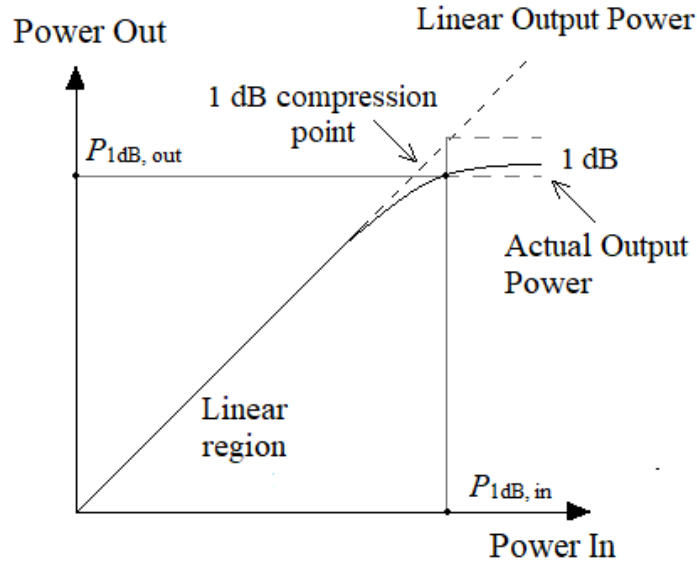 Linear Output Power
Power Out
1 dB compression
point
P1dB, out
1 dB
Actual Output
Power
Linear
region
P1dB, in
Power In